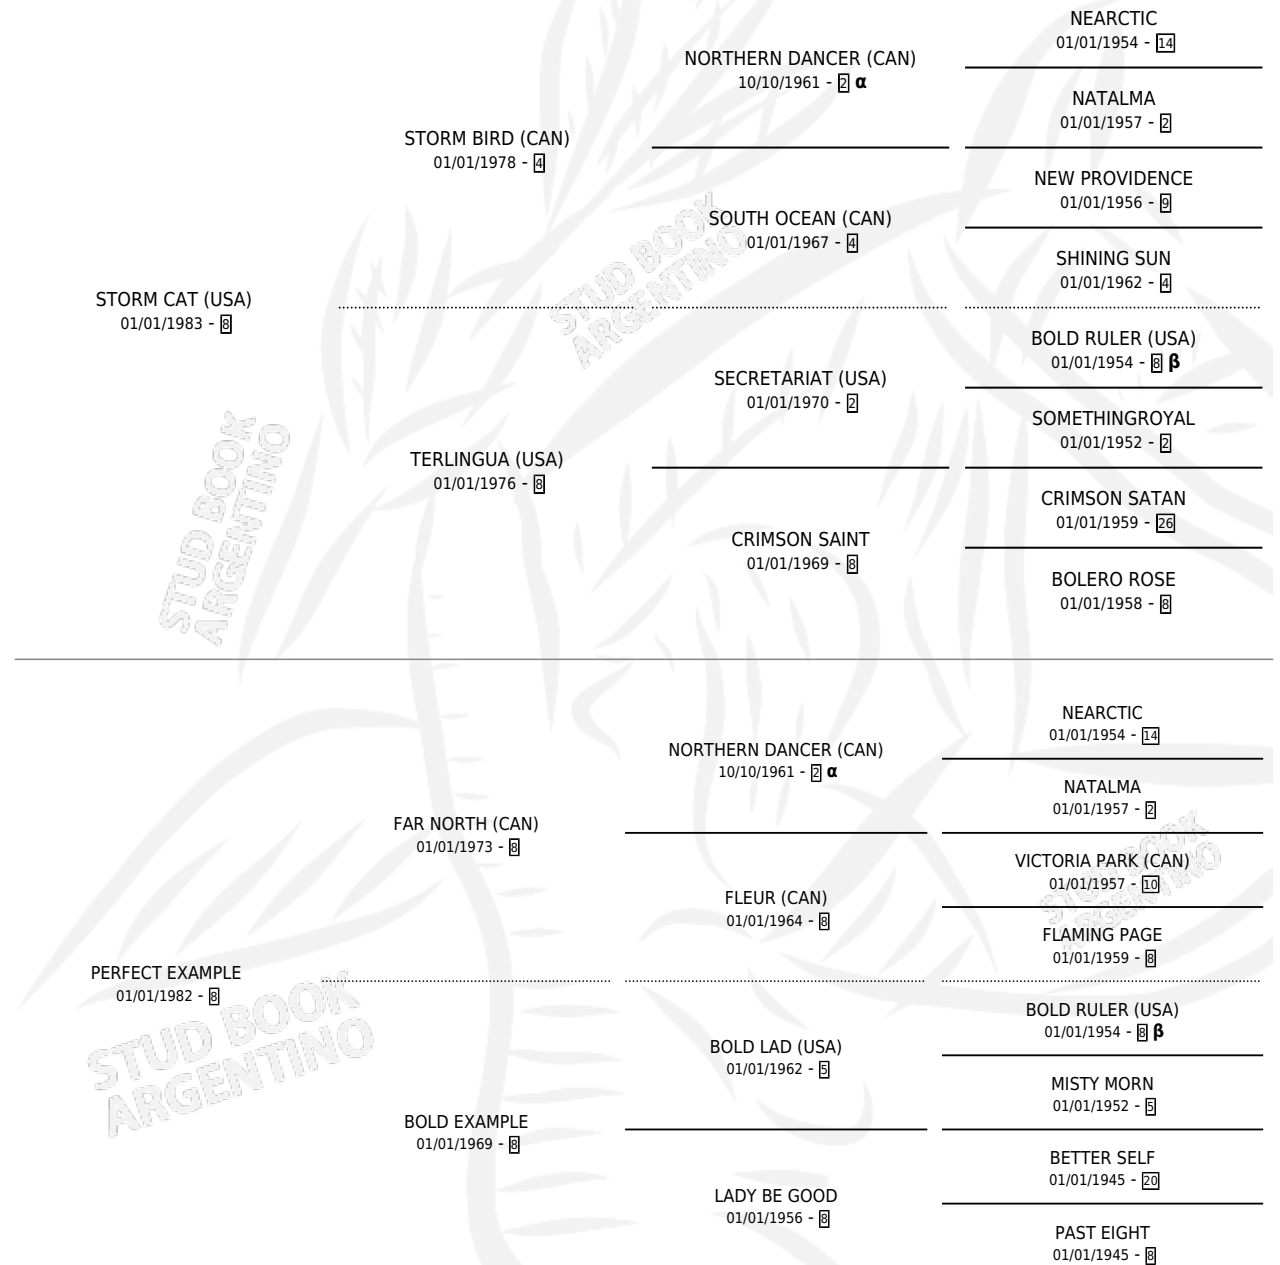 NEARCTIC
01/01/1954 - 14
NORTHERN DANCER (CAN)
10/10/1961 - 2 α
NATALMA
01/01/1957 - 2
STORM BIRD (CAN)
01/01/1978 - 4
NEW PROVIDENCE
01/01/1956 - 9
SOUTH OCEAN (CAN)
01/01/1967 - 4
SHINING SUN
01/01/1962 - 4
STORM CAT (USA)
01/01/1983 - 8
BOLD RULER (USA)
01/01/1954 - 8 β
SECRETARIAT (USA)
01/01/1970 - 2
SOMETHINGROYAL
01/01/1952 - 2
TERLINGUA (USA)
01/01/1976 - 8
CRIMSON SATAN
01/01/1959 - 26
CRIMSON SAINT
01/01/1969 - 8
BOLERO ROSE
01/01/1958 - 8
NEARCTIC
01/01/1954 - 14
NORTHERN DANCER (CAN)
10/10/1961 - 2 α
NATALMA
01/01/1957 - 2
FAR NORTH (CAN)
01/01/1973 - 8
VICTORIA PARK (CAN)
01/01/1957 - 10
FLEUR (CAN)
01/01/1964 - 8
FLAMING PAGE
01/01/1959 - 8
PERFECT EXAMPLE
01/01/1982 - 8
BOLD RULER (USA)
01/01/1954 - 8 β
BOLD LAD (USA)
01/01/1962 - 5
MISTY MORN
01/01/1952 - 5
BOLD EXAMPLE
01/01/1969 - 8
BETTER SELF
01/01/1945 - 20
LADY BE GOOD
01/01/1956 - 8
PAST EIGHT
01/01/1945 - 8
STUD BOOK
ARGENTINO
STUD BOOK
ARGENTINO
STUD BOOK
ARGENTINO
STUD BOOK
ARGENTINO